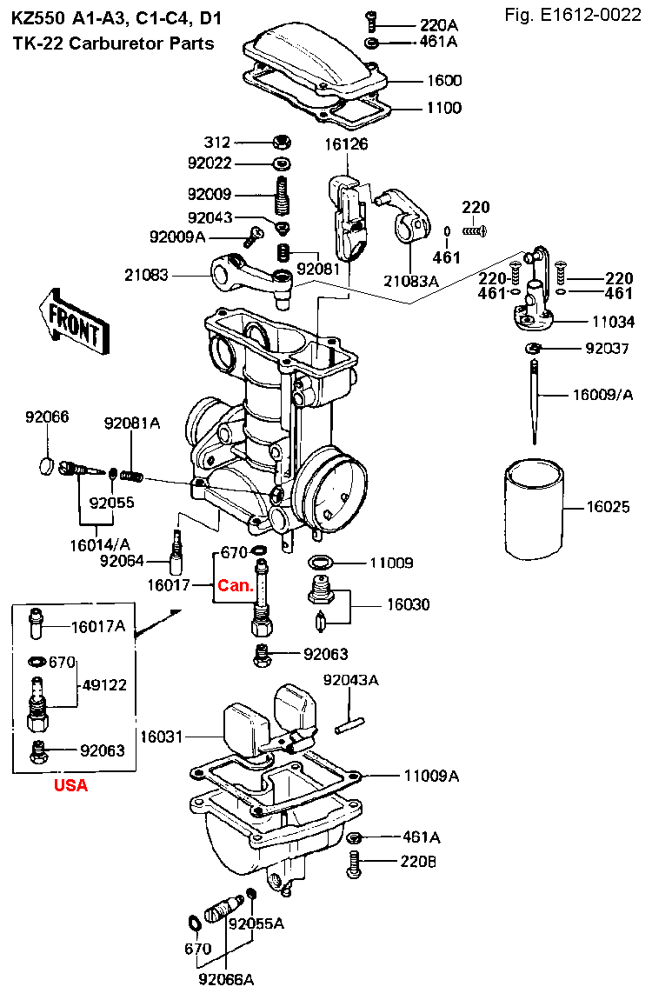 KZ550 A1-A3, C1-C4, D1
Fig. E1612-0022
TK-22 Carburetor Parts
220A
461A
1600
1100
312
16126
92022
92009
220
92043
92009A
461
92081
21083
21083A
220
220
461
461
11034
FRONT
92037
16009/A
92066
92081A
92055
16025
16014/A
92064
670
11009
16017
Can.
16030
16017A
92063
670
49122
92043A
16031
92063
11009A
USA
461A
220B
92055A
670
92066A